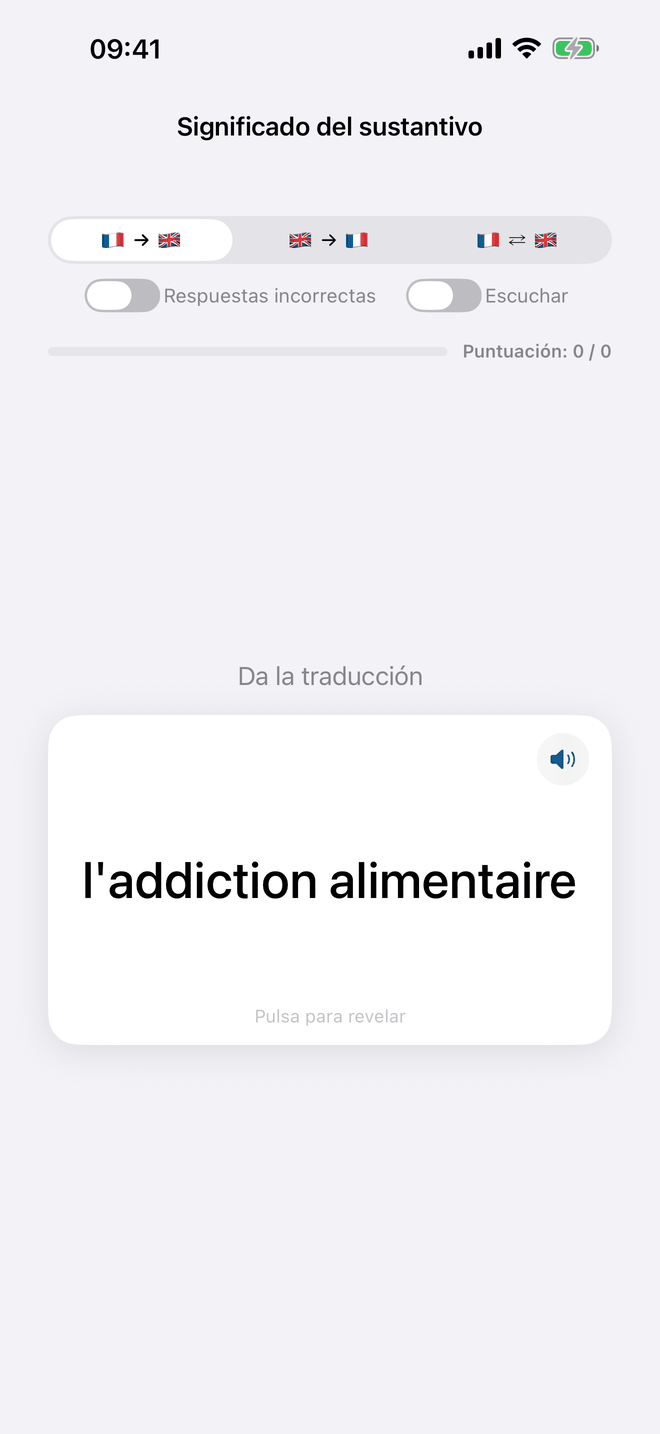 09:41
Significado del sustantivo
🇫🇷 → 🇬🇧 🇬🇧 → 🇫🇷 🇫🇷 ⇄ 🇬🇧
Respuestas incorrectas Escuchar
Puntuación: 0 / 0
Da la traducción
l'addiction alimentaire
Pulsa para revelar